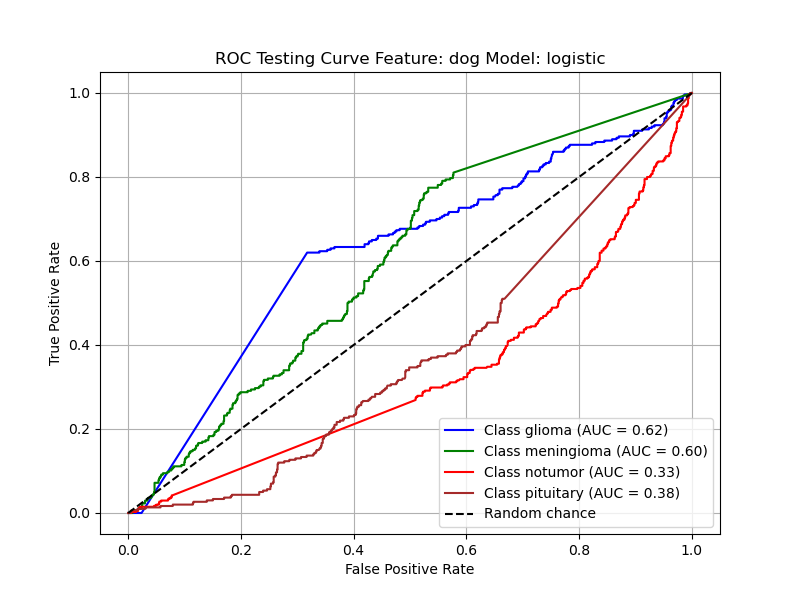 ROC Testing Curve Feature: dog Model: logistic
True Positive Rate
1.0
0.8
0.6
0.4
0.2
0.0
Class glioma (AUC = 0.62)
Class meningioma (AUC = 0.60)
Class notumor (AUC = 0.33)
Class pituitary (AUC = 0.38)
Random chance
0.0 0.2 0.4 0.6 0.8 1.0
False Positive Rate